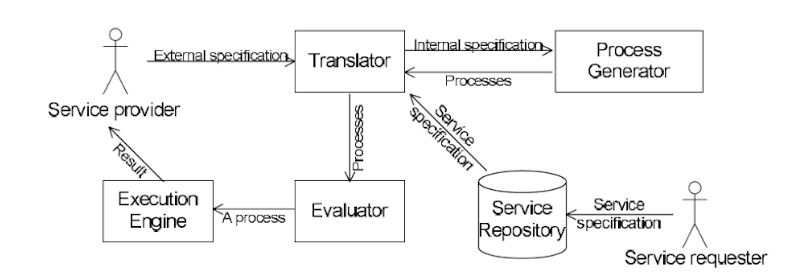 External specification
Translator
Internal specification
Process
Generator
Processes
Service provider
Processes
Service
specification
Result
Execution
Engine
A process
Evaluator
Service
Repository
Service
specification
Service requester